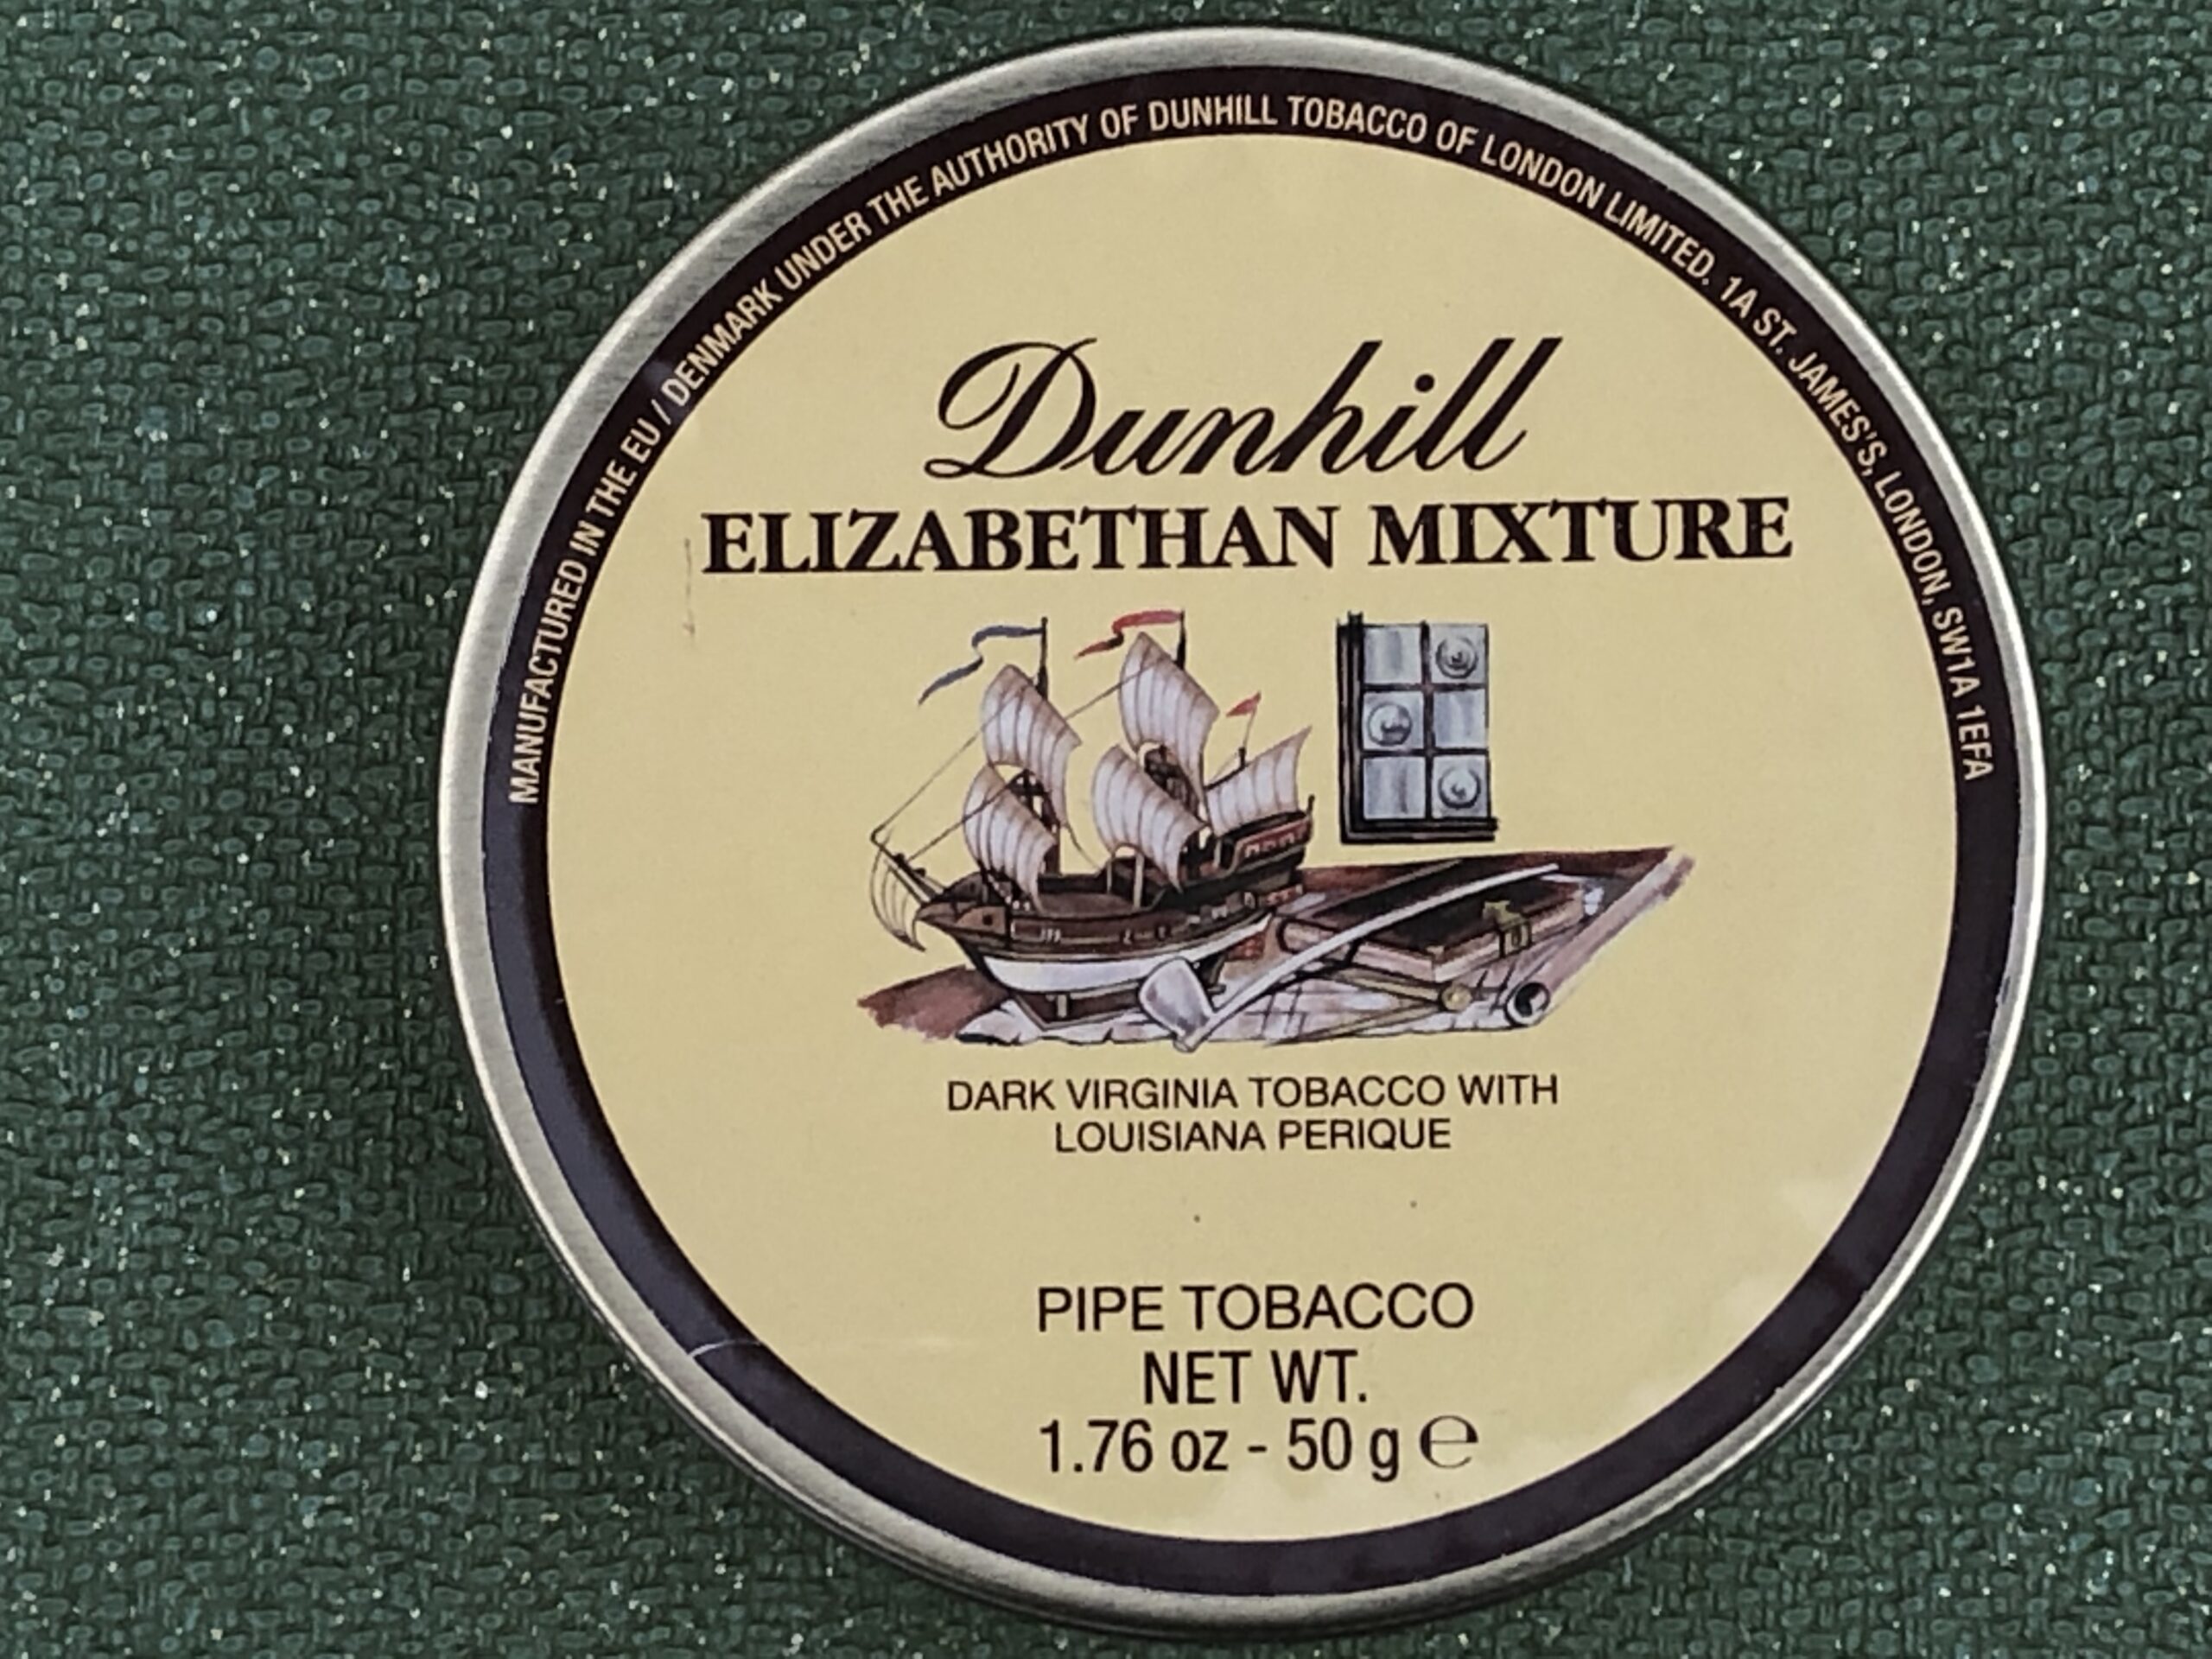 MANUFACTURED IN THE EU / DENMARK UNDER THE AUTHORITY OF DUNHILL TOBACCO OF LONDON LIMITED. 1A ST. JAMES'S, LONDON, SW1A 1EFA
Dunhill
ELIZABETHAN MIXTURE
DARK VIRGINIA TOBACCO WITH
LOUISIANA PERIQUE
PIPE TOBACCO
NET WT.
1.76 oz - 50 g ℮